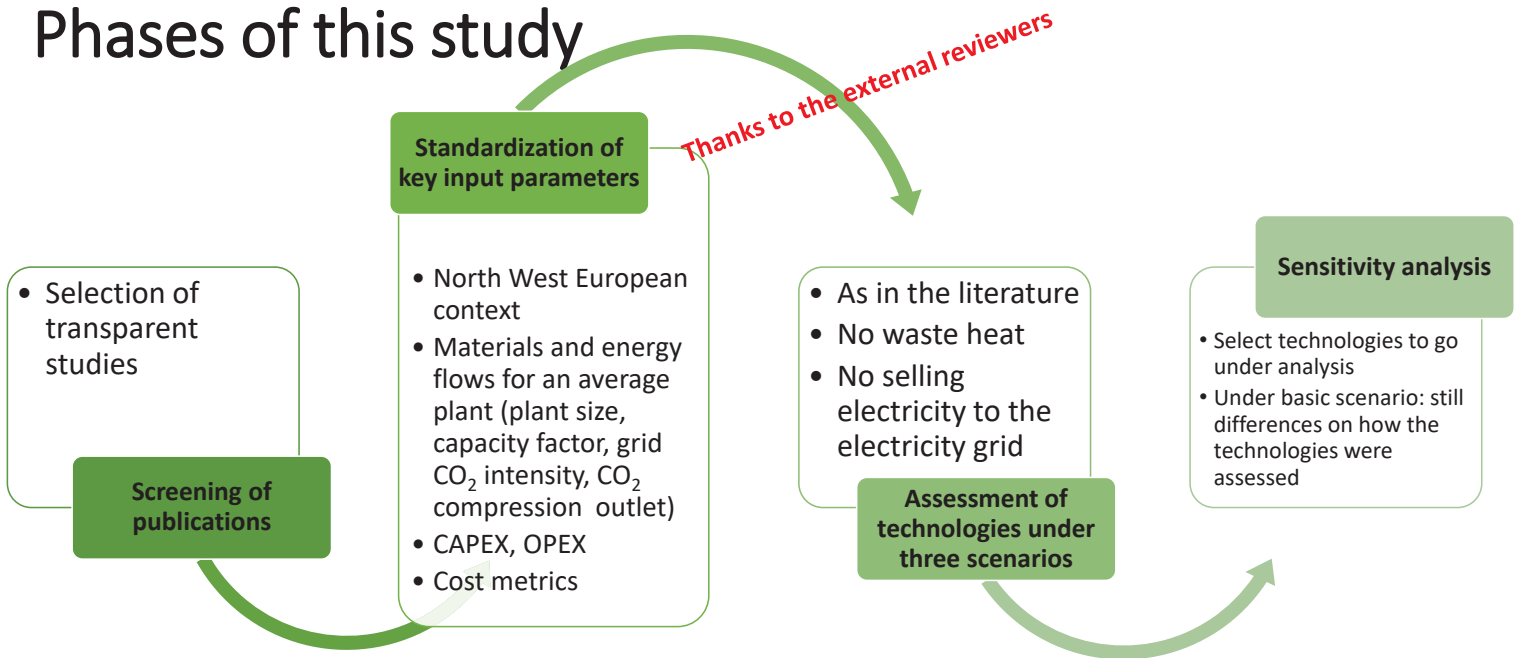 Phases of this study
Thanks to the external reviewers
• Selection of
transparent
studies
Screening of
publications
Standardization of
key input parameters
• North West European
context
• Materials and energy
flows for an average
plant (plant size,
capacity factor, grid
CO₂ intensity, CO₂
compression outlet)
• CAPEX, OPEX
• Cost metrics
• As in the literature
• No waste heat
• No selling
electricity to the
electricity grid
Assessment of
technologies under
three scenarios
Sensitivity analysis
• Select technologies to go
under analysis
• Under basic scenario: still
differences on how the
technologies were
assessed